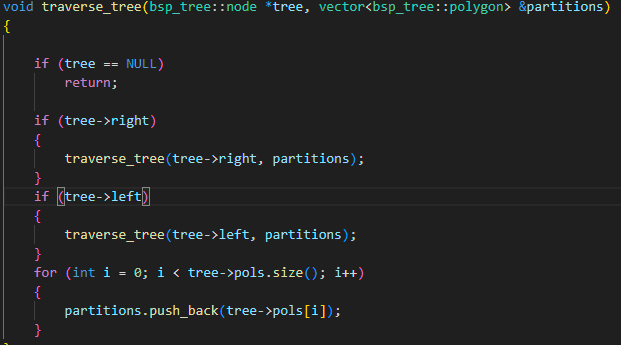 void traverse_tree(bsp_tree::node *tree, vector<bsp_tree::polygon> &partitions)
{
if (tree == NULL)
return;
if (tree->right)
{
traverse_tree(tree->right, partitions);
}
if (tree->left)
{
traverse_tree(tree->left, partitions);
}
for (int i = 0; i < tree->pols.size(); i++)
{
partitions.push_back(tree->pols[i]);
}